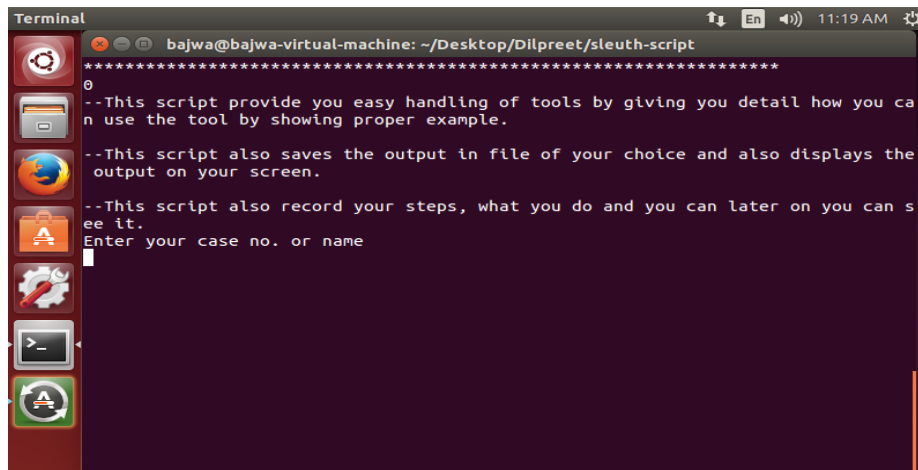 Terminal En 11:19 AM
bajwa@bajwa-virtual-machine: ~/Desktop/Dilpreet/sleuth-script
*******************************************************************
0
--This script provide you easy handling of tools by giving you detail how you ca
n use the tool by showing proper example.
--This script also saves the output in file of your choice and also displays the
 output on your screen.
--This script also record your steps, what you do and you can later on you can s
ee it.
Enter your case no. or name
>_